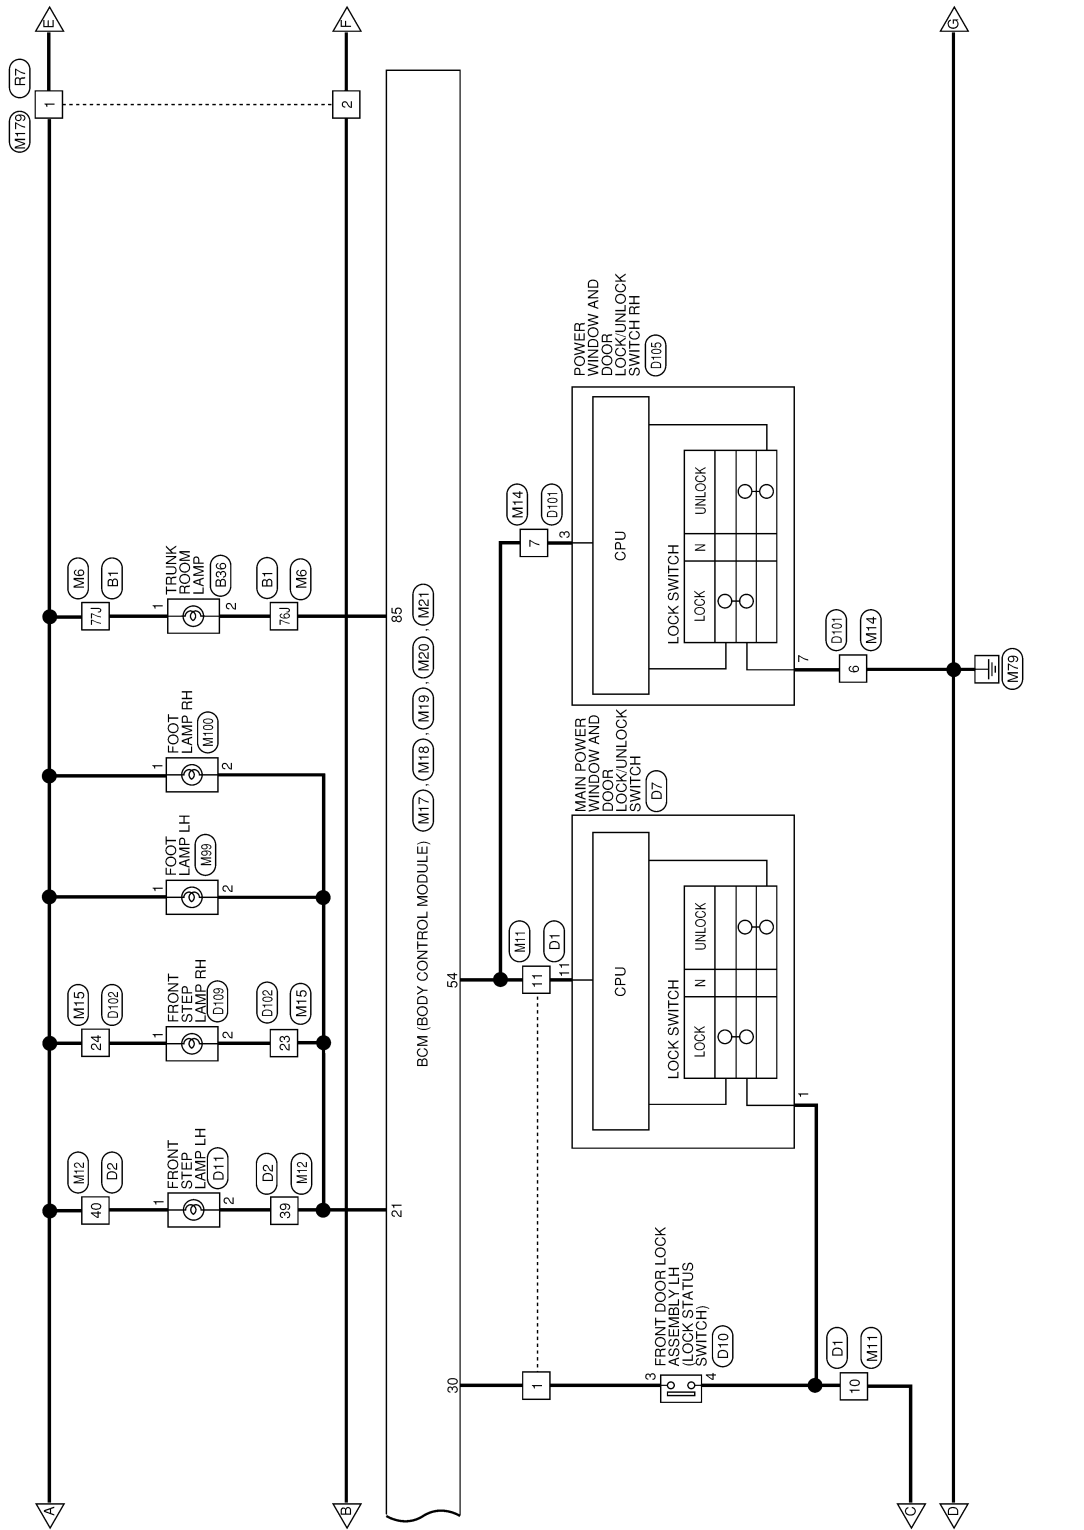 A
B
C
D
E
F
G
M179
R7
1
2
M12
D2
40
1
FRONT
STEP
LAMP LH
D11
2
D2
M12
39
M15
D102
24
1
FRONT
STEP
LAMP RH
D109
2
D102
M15
23
1
FOOT
LAMP LH
M99
2
1
FOOT
LAMP RH
M100
2
M6
B1
77J
1
TRUNK
ROOM
LAMP
B36
2
B1
M6
76J
21
85
BCM (BODY CONTROL MODULE) M17 , M18 , M19 , M20 , M21
30
54
1
M11
D1
11
11
M14
D101
7
3
3
FRONT DOOR LOCK
ASSEMBLY LH
(LOCK STATUS
SWITCH)
D10
4
MAIN POWER
WINDOW AND
DOOR
LOCK/UNLOCK
SWITCH
D7
CPU
LOCK SWITCH
LOCK N UNLOCK
1
POWER
WINDOW AND
DOOR
LOCK/UNLOCK
SWITCH RH
D105
CPU
LOCK SWITCH
LOCK N UNLOCK
7
D1
M11
10
D101
M14
6
M79